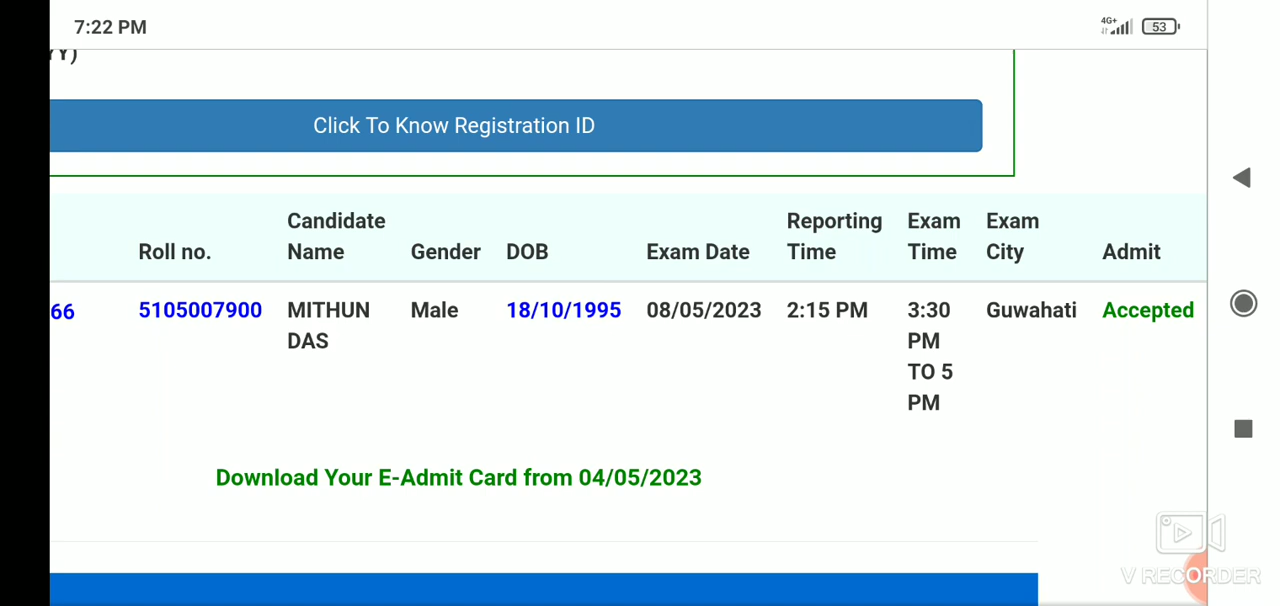 7:22 PM
4G+
53
YY)
Click To Know Registration ID
Roll no.
Candidate Name
Gender
DOB
Exam Date
Reporting Time
Exam Time
Exam City
Admit
66
5105007900
MITHUN DAS
Male
18/10/1995
08/05/2023
2:15 PM
3:30 PM TO 5 PM
Guwahati
Accepted
Download Your E-Admit Card from 04/05/2023
V RECORDER